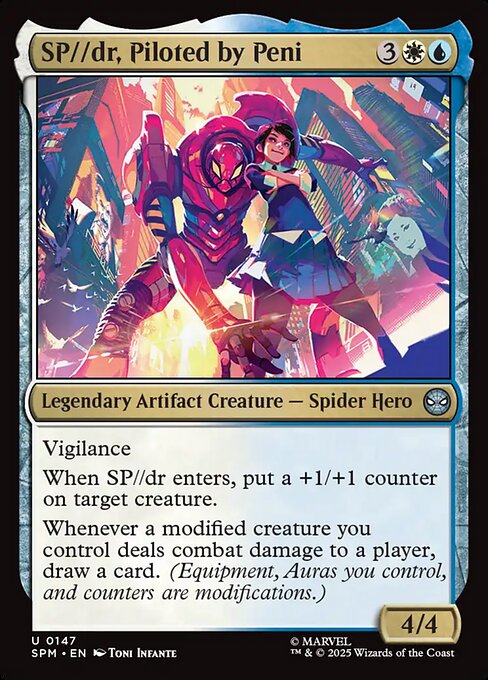 SP//dr, Piloted by Peni 3
Legendary Artifact Creature — Spider Hero
Vigilance
When SP//dr enters, put a +1/+1 counter
on target creature.
Whenever a modified creature you
control deals combat damage to a player,
draw a card. (Equipment, Auras you control,
and counters are modifications.)
4/4
U 0147
SPM • EN Toni Infante
© MARVEL
™ & © 2025 Wizards of the Coast